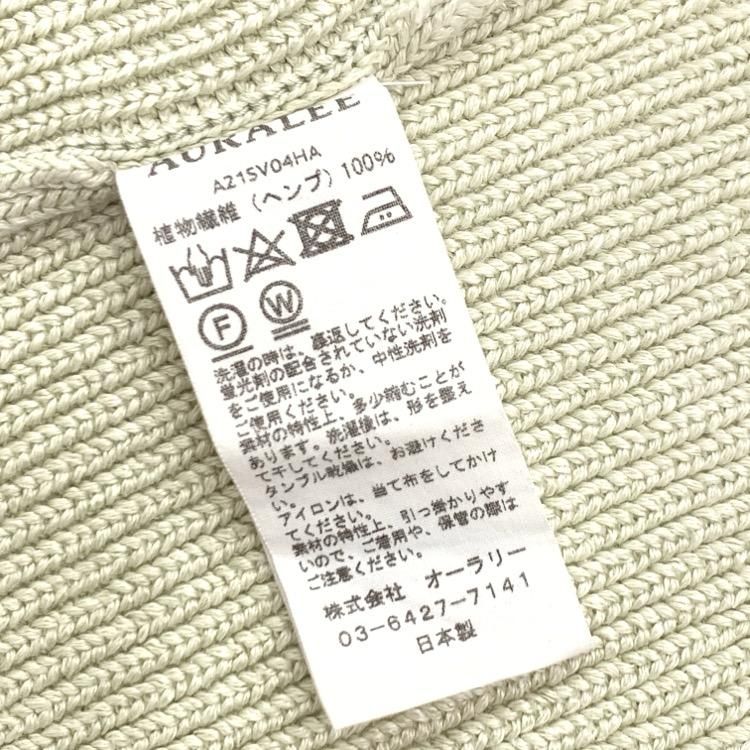 AURALEE
A21SV04HA
植物繊維 (ヘンプ) 100%
F W
洗濯の時は、裏返してください。
蛍光剤の配合されていない洗剤
をご使用になるか、中性洗剤を
ご使用ください。
素材の特性上、多少縮むことが
あります。洗濯後は、形を整え
て干してください。
タンブル乾燥は、お避けくださ
い。
アイロンは、当て布をしてかけ
てください。
素材の特性上、引っ掛かりやす
いので、ご着用や、保管の際は
ご注意ください。
株式会社 オーラリー
03-6427-7141
日本製